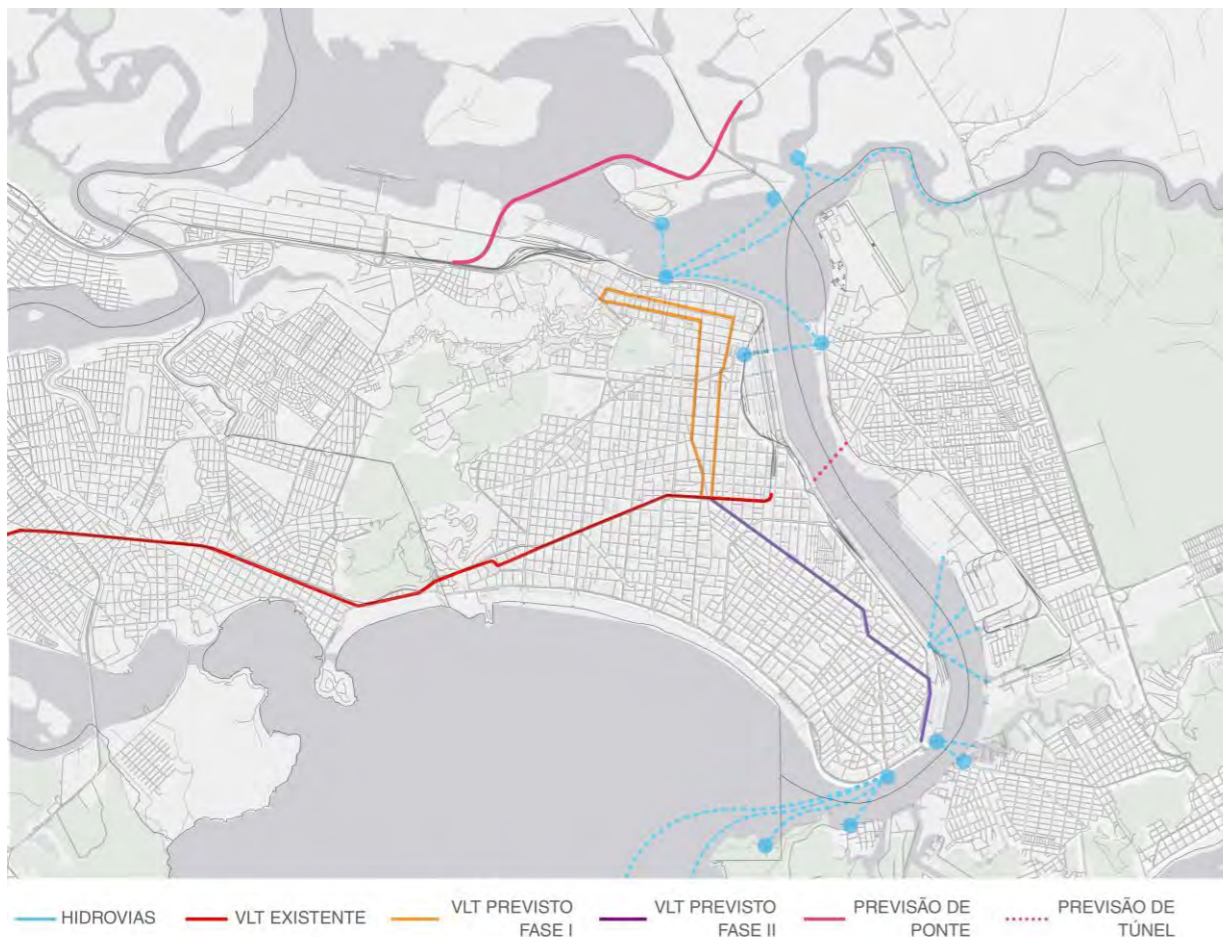 HIDROVIAS
VLT EXISTENTE
VLT PREVISTO
FASE I
VLT PREVISTO
FASE II
PREVISÃO DE
PONTE
PREVISÃO DE
TÚNEL